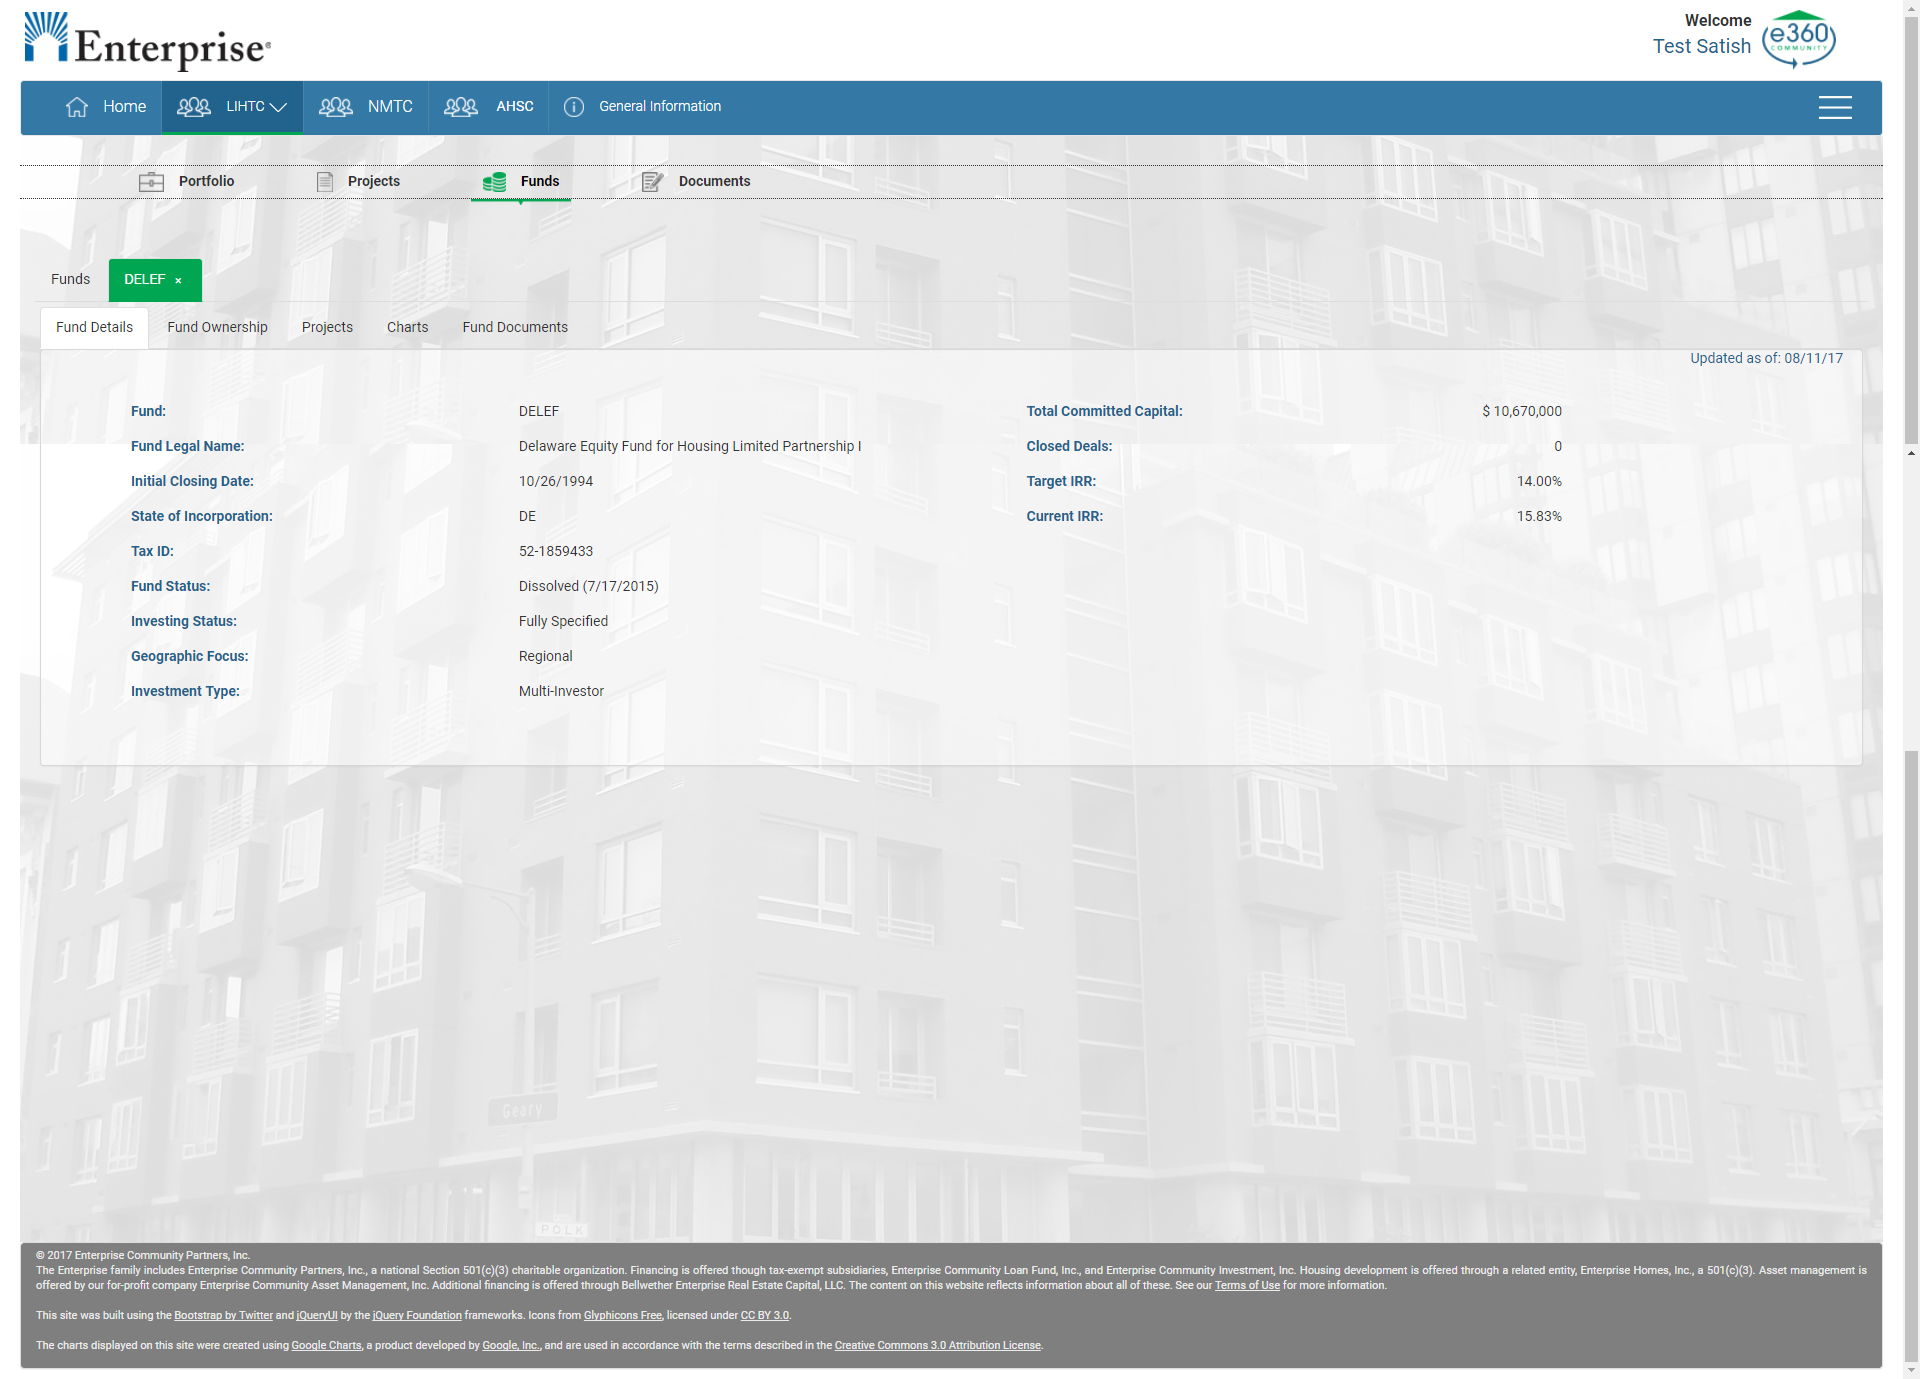 Enterprise®
Welcome
Test Satish
e360
COMMUNITY
Home
LIHTC
NMTC
AHSC
General Information
Portfolio
Projects
Funds
Documents
Funds
DELEF ×
Fund Details
Fund Ownership
Projects
Charts
Fund Documents
Updated as of: 08/11/17
Fund: DELEF
Fund Legal Name: Delaware Equity Fund for Housing Limited Partnership I
Initial Closing Date: 10/26/1994
State of Incorporation: DE
Tax ID: 52-1859433
Fund Status: Dissolved (7/17/2015)
Investing Status: Fully Specified
Geographic Focus: Regional
Investment Type: Multi-Investor
Total Committed Capital: $ 10,670,000
Closed Deals: 0
Target IRR: 14.00%
Current IRR: 15.83%
Geary
POLK
© 2017 Enterprise Community Partners, Inc.
The Enterprise family includes Enterprise Community Partners, Inc., a national Section 501(c)(3) charitable organization. Financing is offered though tax-exempt subsidiaries, Enterprise Community Loan Fund, Inc., and Enterprise Community Investment, Inc. Housing development is offered through a related entity, Enterprise Homes, Inc., a 501(c)(3). Asset management is
offered by our for-profit company Enterprise Community Asset Management, Inc. Additional financing is offered through Bellwether Enterprise Real Estate Capital, LLC. The content on this website reflects information about all of these. See our Terms of Use for more information.
This site was built using the Bootstrap by Twitter and jQueryUI by the jQuery Foundation frameworks. Icons from Glyphicons Free, licensed under CC BY 3.0.
The charts displayed on this site were created using Google Charts, a product developed by Google, Inc., and are used in accordance with the terms described in the Creative Commons 3.0 Attribution License.